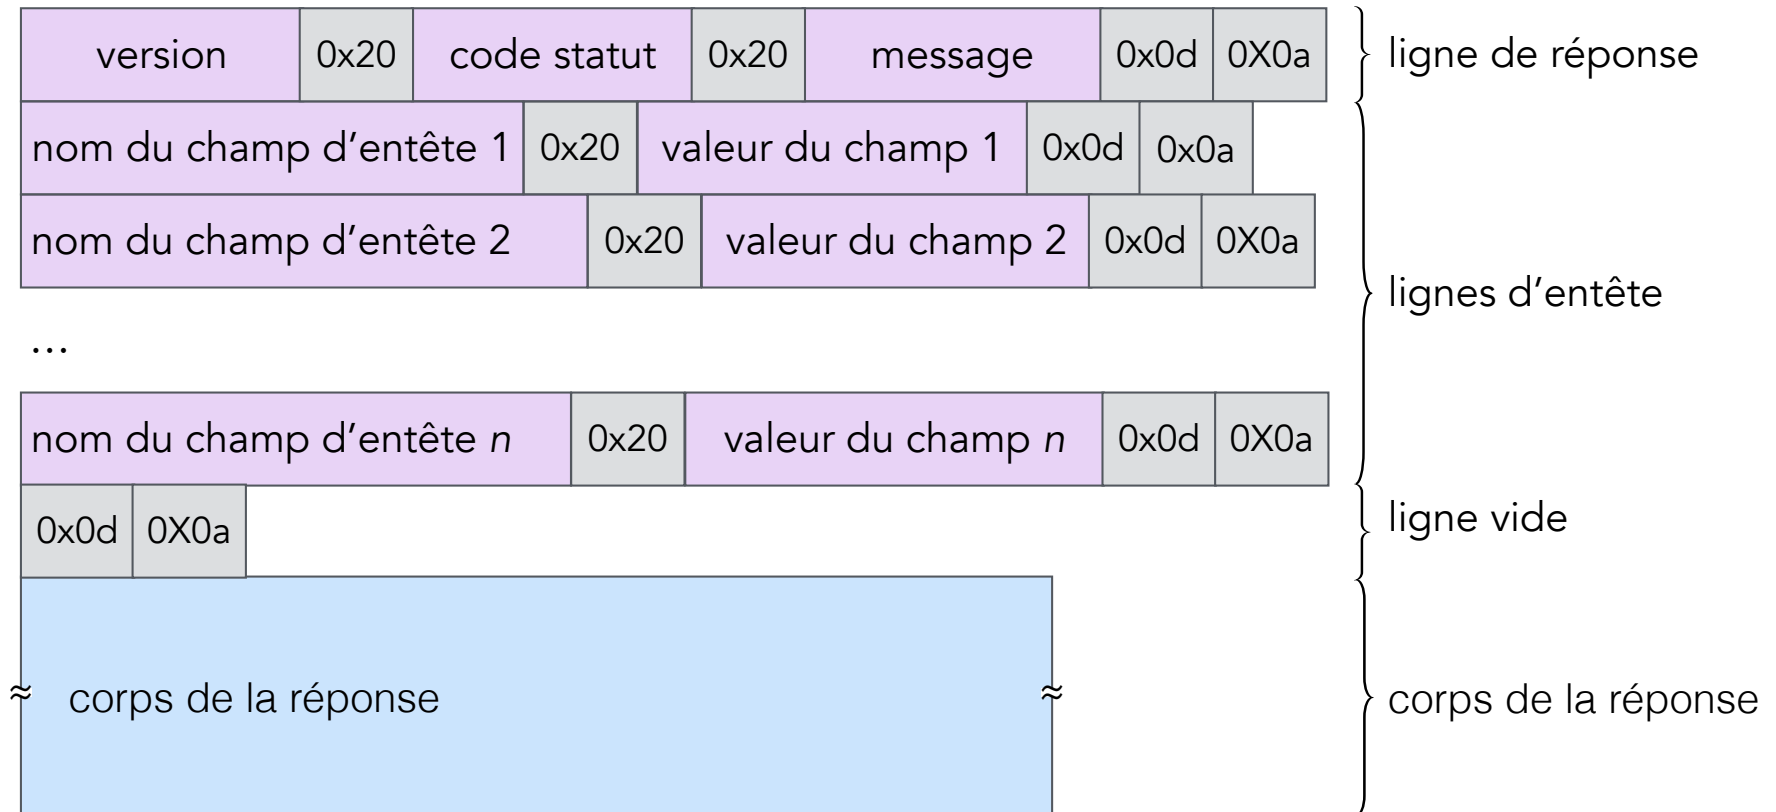 version 0x20 code statut 0x20 message 0x0d 0X0a ligne de réponse
nom du champ d’entête 1 0x20 valeur du champ 1 0x0d 0x0a
nom du champ d’entête 2 0x20 valeur du champ 2 0x0d 0X0a
lignes d’entête
...
nom du champ d’entête n 0x20 valeur du champ n 0x0d 0X0a
0x0d 0X0a ligne vide
≈ corps de la réponse ≈ corps de la réponse